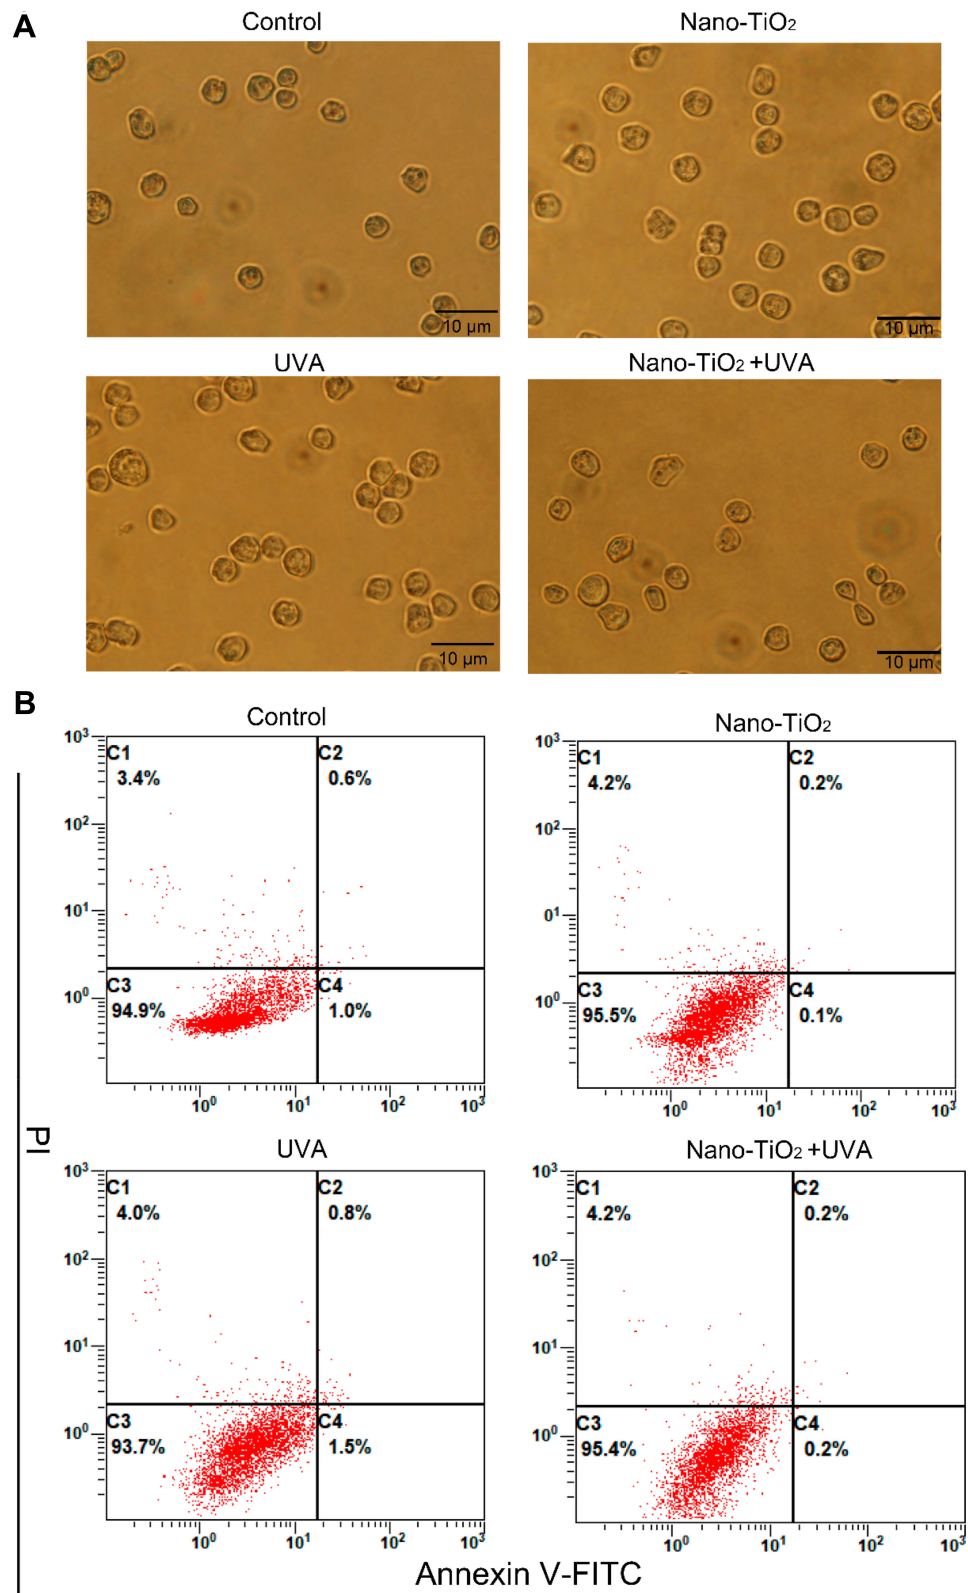 A
Control
Nano-TiO₂
10 µm
10 µm
UVA
Nano-TiO₂ +UVA
10 µm
10 µm
B
Control
Nano-TiO₂
10³
C1
3.4%
C2
0.6%
10²
10¹
C3
94.9%
C4
1.0%
10⁰
10⁰ 10¹ 10² 10³
10³
C1
4.2%
C2
0.2%
10²
01
C3
95.5%
C4
0.1%
10⁰
10⁰ 10¹ 10² 10³
PI
UVA
Nano-TiO₂ +UVA
10³
C1
4.0%
C2
0.8%
10²
10¹
C3
93.7%
C4
1.5%
10⁰
10⁰ 10¹ 10² 10³
10³
C1
4.2%
C2
0.2%
10²
10¹
C3
95.4%
C4
0.2%
10⁰
10⁰ 10¹ 10² 10³
Annexin V-FITC